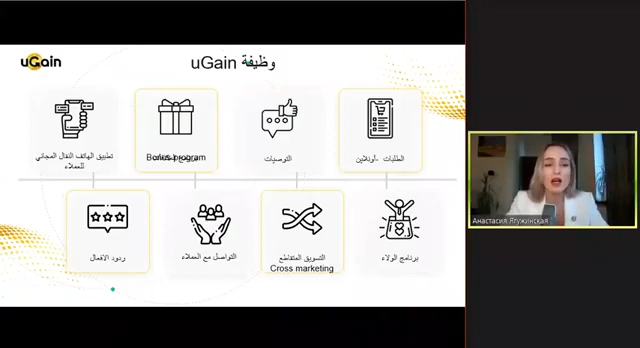 uGain
وظيفة uGain
تطبيق الهاتف النقال المجاني
للعملاء
Bonus program
التوصيات
الطلبات -أونلاين
ردود الافعال
التواصل مع العملاء
التسويق المتقاطع
Cross marketing
برنامج الولاء
Анастасия Ягужинская